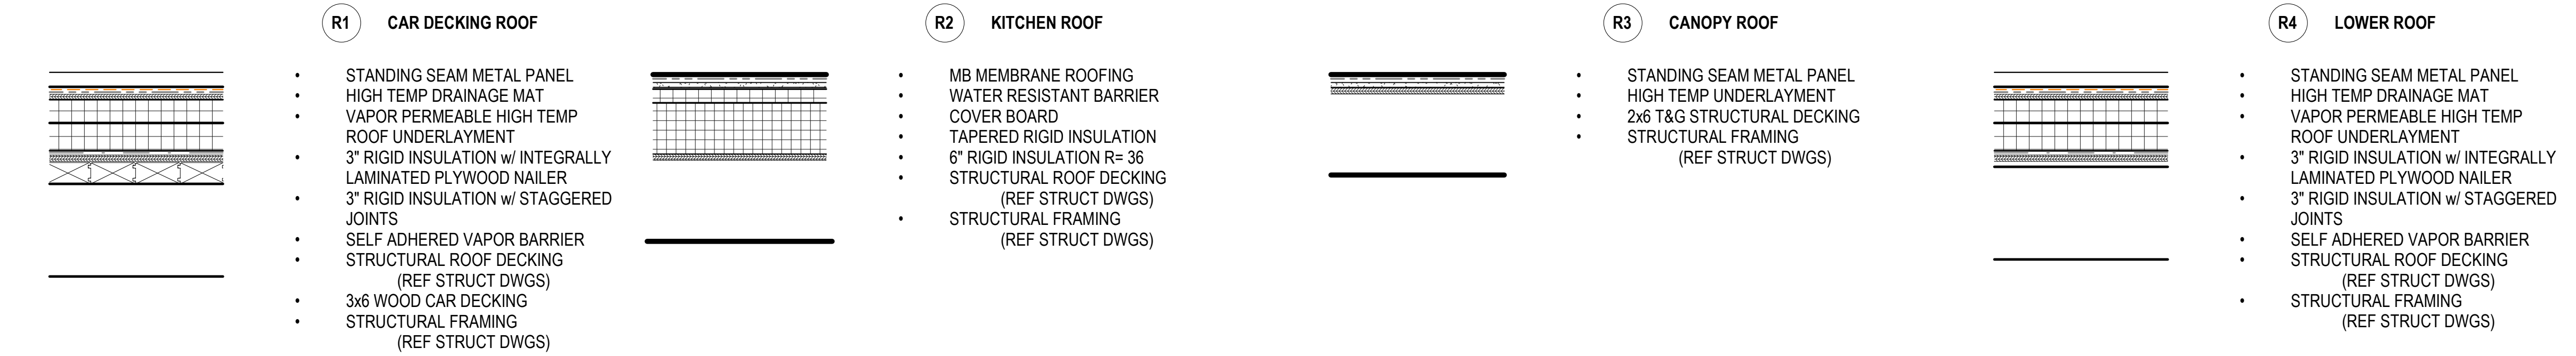 R1 CAR DECKING ROOF
• STANDING SEAM METAL PANEL
• HIGH TEMP DRAINAGE MAT
• VAPOR PERMEABLE HIGH TEMP
ROOF UNDERLAYMENT
• 3" RIGID INSULATION w/ INTEGRALLY
LAMINATED PLYWOOD NAILER
• 3" RIGID INSULATION w/ STAGGERED
JOINTS
• SELF ADHERED VAPOR BARRIER
• STRUCTURAL ROOF DECKING
(REF STRUCT DWGS)
• 3x6 WOOD CAR DECKING
• STRUCTURAL FRAMING
(REF STRUCT DWGS)
R2 KITCHEN ROOF
• MB MEMBRANE ROOFING
• WATER RESISTANT BARRIER
• COVER BOARD
• TAPERED RIGID INSULATION
• 6" RIGID INSULATION R= 36
• STRUCTURAL ROOF DECKING
(REF STRUCT DWGS)
• STRUCTURAL FRAMING
(REF STRUCT DWGS)
R3 CANOPY ROOF
• STANDING SEAM METAL PANEL
• HIGH TEMP UNDERLAYMENT
• 2x6 T&G STRUCTURAL DECKING
• STRUCTURAL FRAMING
(REF STRUCT DWGS)
R4 LOWER ROOF
• STANDING SEAM METAL PANEL
• HIGH TEMP DRAINAGE MAT
• VAPOR PERMEABLE HIGH TEMP
ROOF UNDERLAYMENT
• 3" RIGID INSULATION w/ INTEGRALLY
LAMINATED PLYWOOD NAILER
• 3" RIGID INSULATION w/ STAGGERED
JOINTS
• SELF ADHERED VAPOR BARRIER
• STRUCTURAL ROOF DECKING
(REF STRUCT DWGS)
• STRUCTURAL FRAMING
(REF STRUCT DWGS)